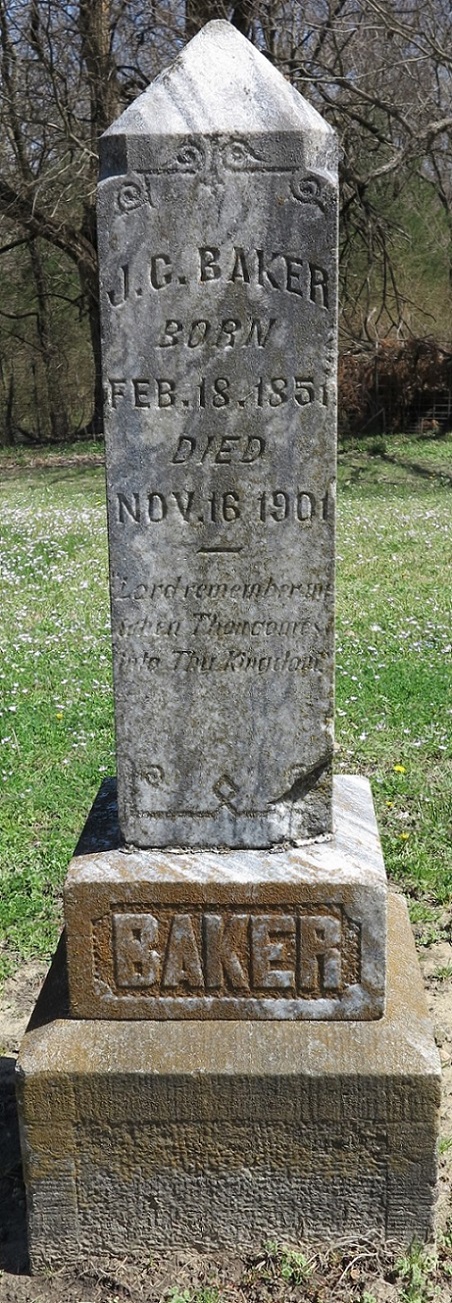 J. C. BAKER
BORN
FEB. 18. 1851
DIED
NOV. 16 1901
"Lord remember me
when Thou comest
into Thy Kingdom"
BAKER